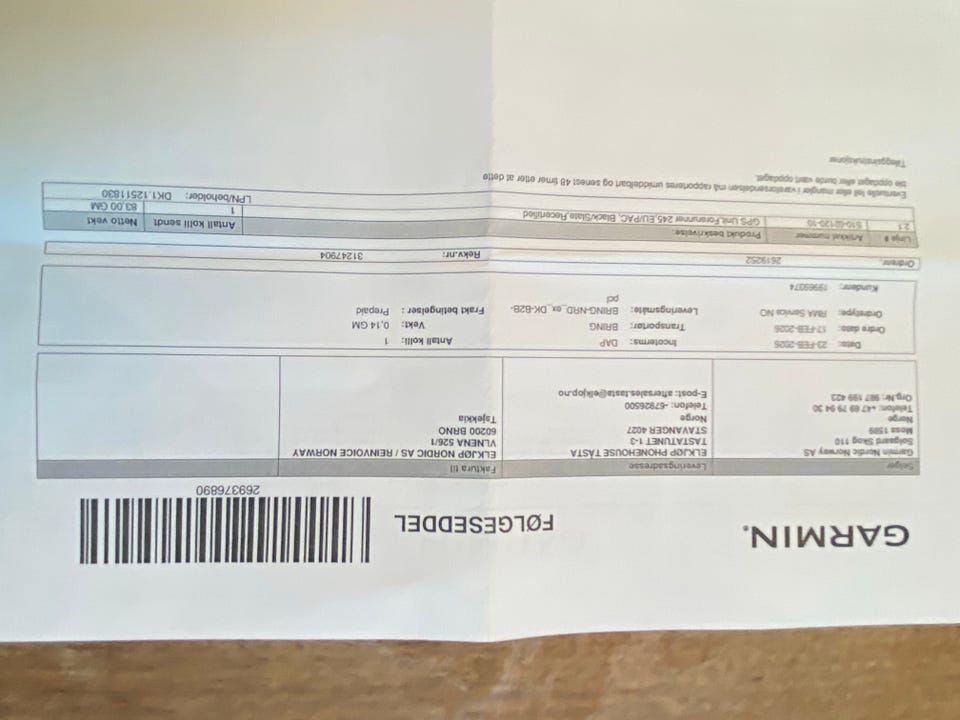 GARMIN.
FØLGESEDDEL
269376890
Selger
Garmin Nordic Norway AS
Solgaard Skog 110
Moss 1599
Norge
Telefon: +47 69 79 94 30
Org.Nr: 987 199 423
Leveringsadresse
ELKJØP PHONEHOUSE TASTA
TASTATUNET 1-3
STAVANGER 4027
Norge
Telefon: -67926500
E-post: aftersales.tasta@elkjop.no
Faktura til
ELKJØP NORDIC AS / REINVOICE NORWAY
VLNENA 526/1
60200 BRNO
Tsjekkia
Dato: 23-FEB-2026
Ordre dato: 17-FEB-2026
Ordretype: RMA Service NO
Kundenr: 19969374
Incoterms: DAP
Transportør: BRING
Leveringsmåte: BRING-NRD_ex_DK-B2B-
pcl
Antall kolli: 1
Vekt: 0,14 GM
Frakt betingelser : Prepaid
Ordrenr. 2619252 Rekv.nr: 31247904
Linje # Artikkel nummer Produkt beskrivelse: Antall kolli sendt Netto vekt
2.1 S10-02120-10 GPS Unit,Forerunner 245,EU/PAC, Black/Slate,Recertified 1 83,00 GM
LPN/beholder: DK1.12511830
Eventuelle feil eller mangler i vareforsendelsen må rapporteres umiddelbart og senest 48 timer etter at dette
ble oppdaget eller burde vært oppdaget.
Tilleggsinstruksjoner